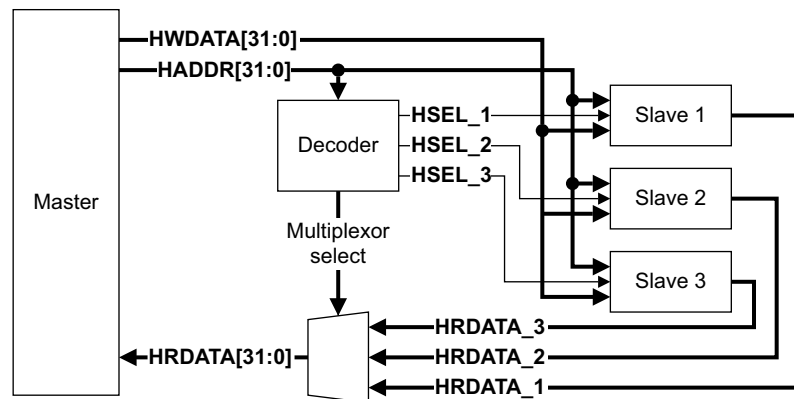 HWDATA[31:0]
HADDR[31:0]
HSEL_1
Slave 1
Decoder
HSEL_2
HSEL_3
Master
Slave 2
Multiplexor
select
Slave 3
HRDATA_3
HRDATA[31:0]
HRDATA_2
HRDATA_1